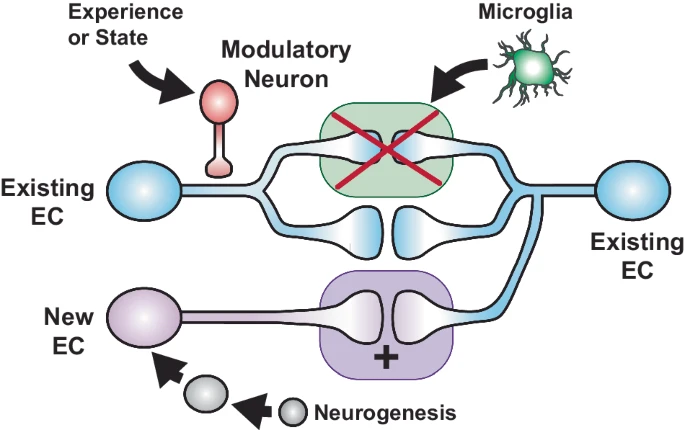 Experience
or State
Microglia
Modulatory
Neuron
Existing
EC
Existing
EC
New
EC
+
Neurogenesis